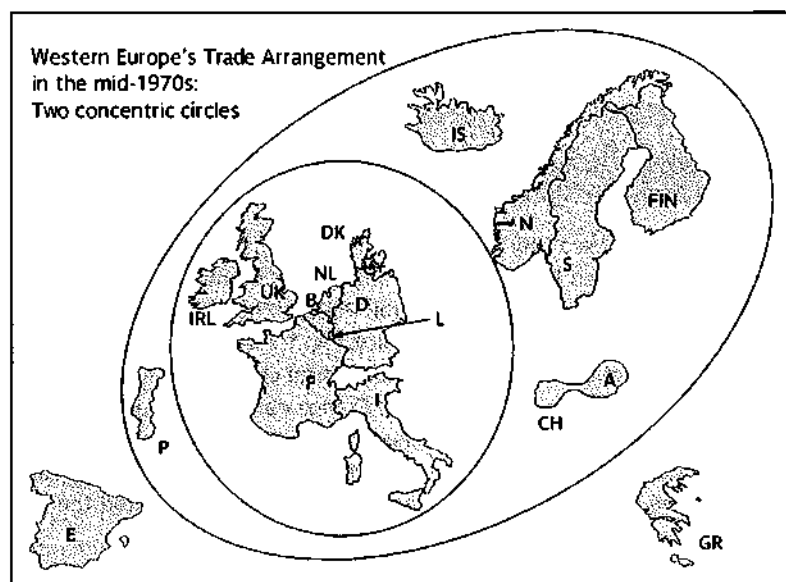 Western Europe's Trade Arrangement
in the mid-1970s:
Two concentric circles
IS
FIN
N
S
DK
NL
UK
B
D
IRL
L
F
I
A
CH
P
E
GR